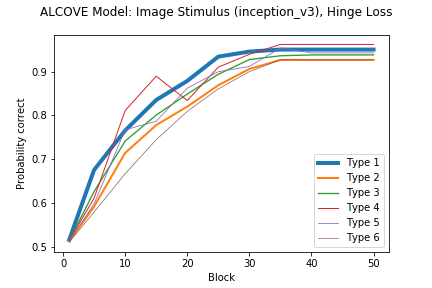 ALCOVE Model: Image Stimulus (inception_v3), Hinge Loss
Probability correct
0.9
0.8
0.7
0.6
0.5
0
10
20
30
40
50
Block
Type 1
Type 2
Type 3
Type 4
Type 5
Type 6